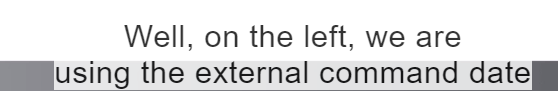 Well, on the left, we are
using the external command date